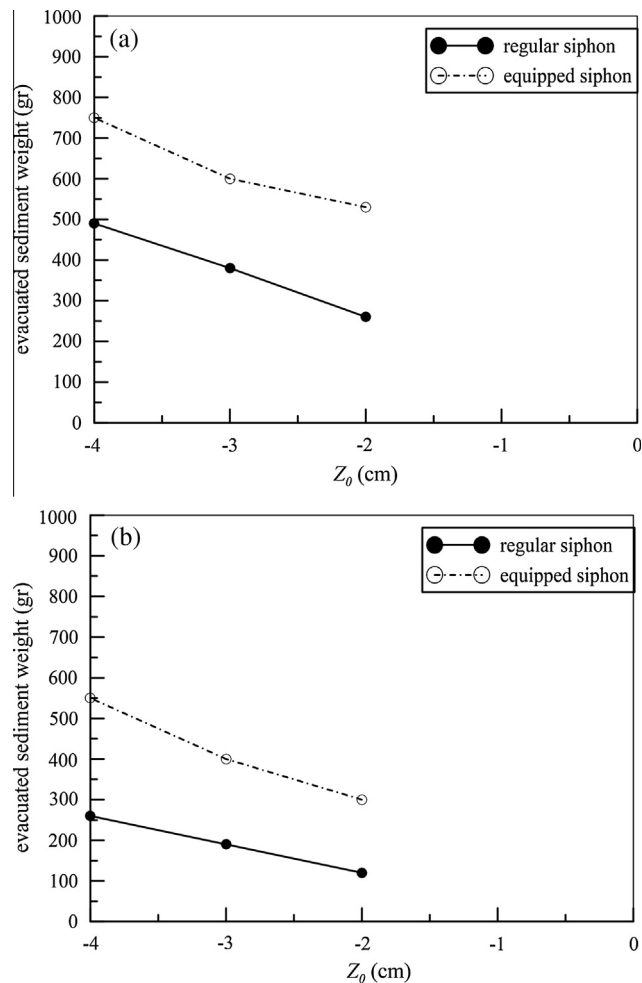 (a)
regular siphon
equipped siphon
evacuated sediment weight (gr)
1000
900
800
700
600
500
400
300
200
100
0
-4 -3 -2 -1 0
Z0 (cm)
(b)
regular siphon
equipped siphon
evacuated sediment weight (gr)
1000
900
800
700
600
500
400
300
200
100
0
-4 -3 -2 -1 0
Z0 (cm)